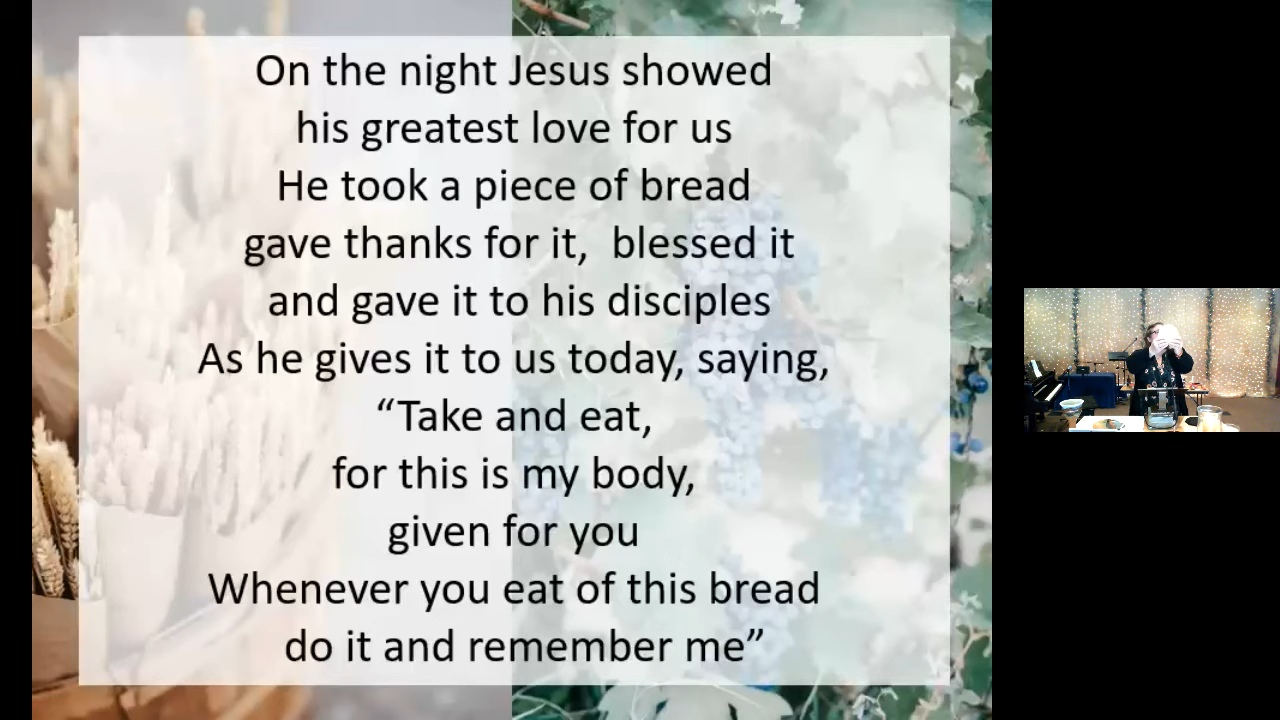 On the night Jesus showed
his greatest love for us
He took a piece of bread
gave thanks for it,  blessed it
and gave it to his disciples
As he gives it to us today, saying,
“Take and eat,
for this is my body,
given for you
Whenever you eat of this bread
do it and remember me”